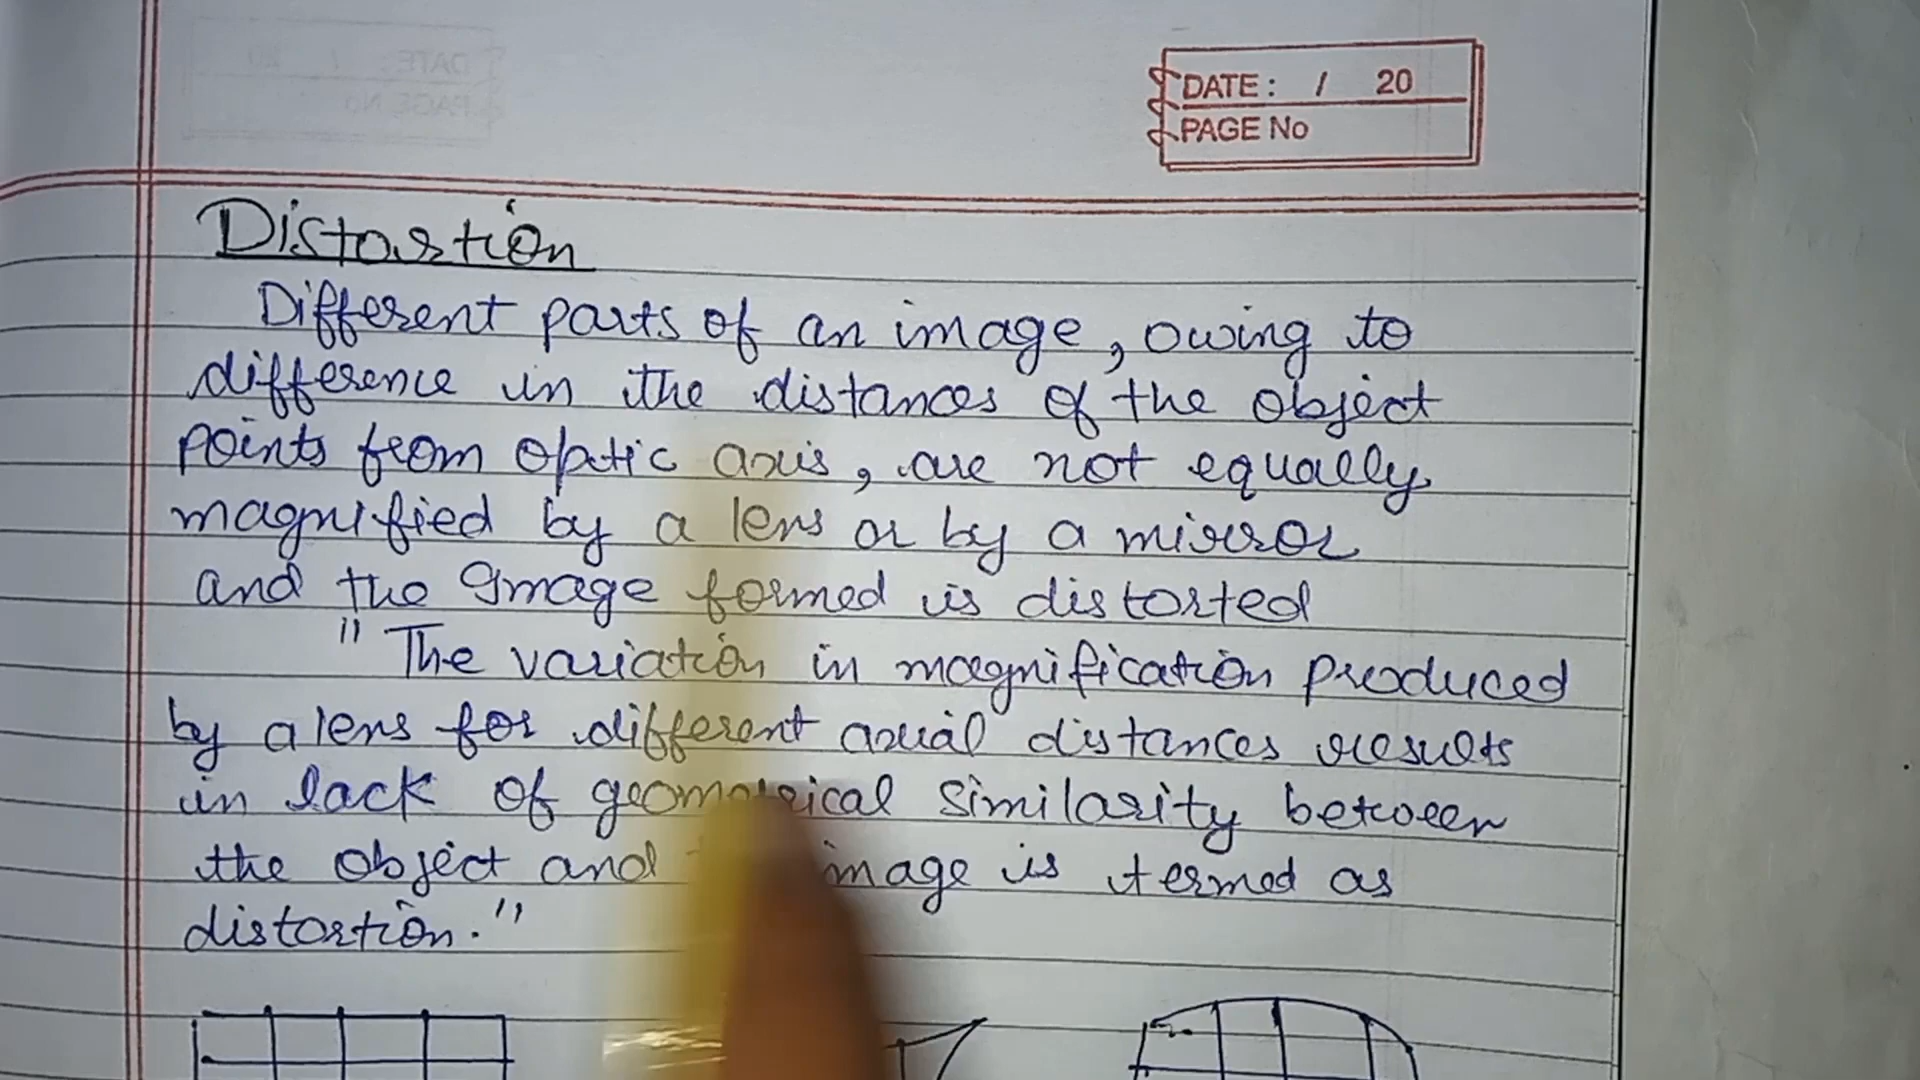 DATE : / 20
PAGE No
Distortion
Different parts of an image, owing to
difference in the distances of the object
points from optic axis, are not equally
magnified by a lens or by a mirror
and the Image formed is distorted
" The variation in magnification produced
by a lens for different axial distances results
in lack of geometrical similarity between
the object and image is termed as
distortion."